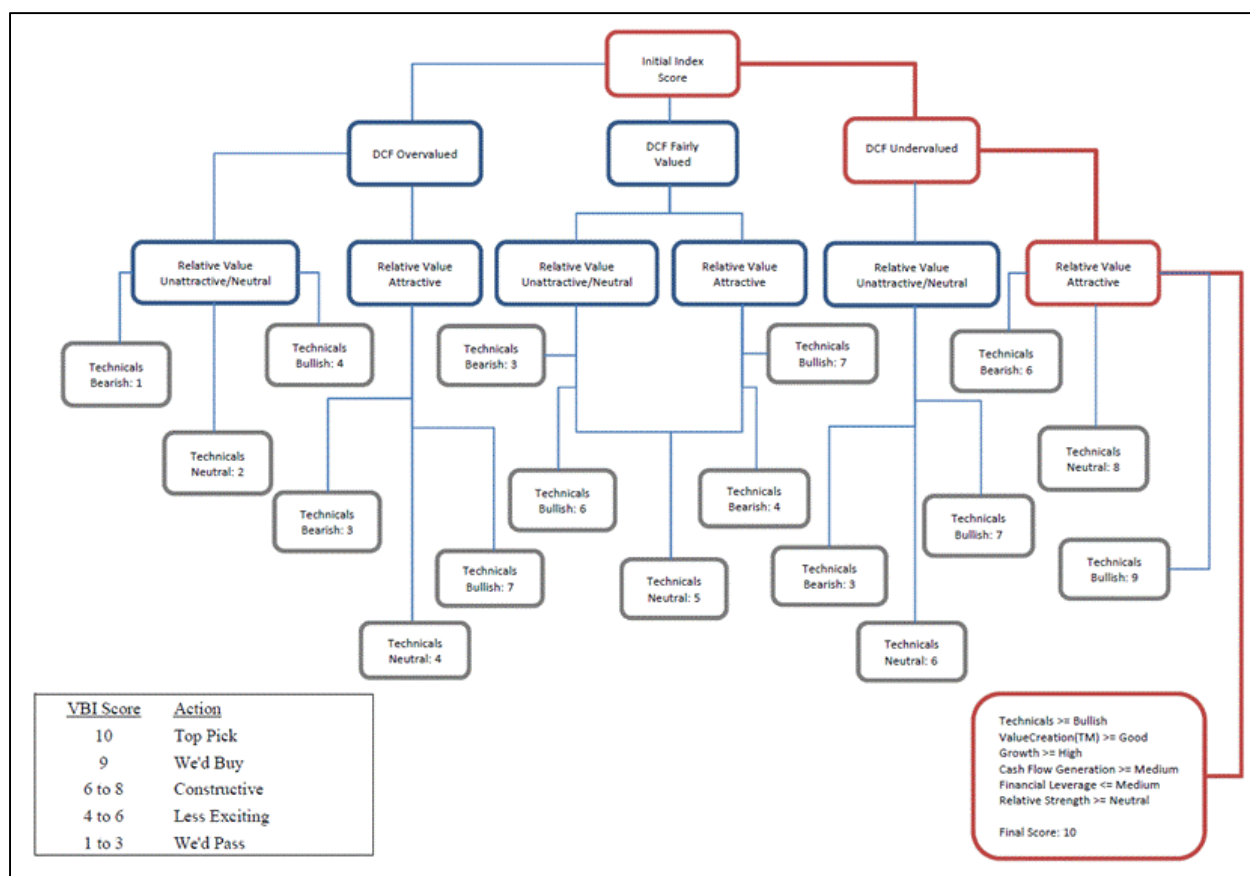 Initial Index
Score
DCF Overvalued
DCF Fairly
Valued
DCF Undervalued
Relative Value
Unattractive/Neutral
Relative Value
Attractive
Relative Value
Unattractive/Neutral
Relative Value
Attractive
Relative Value
Unattractive/Neutral
Relative Value
Attractive
Technicals
Bearish: 1
Technicals
Bullish: 4
Technicals
Bearish: 3
Technicals
Bullish: 7
Technicals
Bearish: 6
Technicals
Neutral: 2
Technicals
Bearish: 3
Technicals
Bullish: 6
Technicals
Bearish: 4
Technicals
Bullish: 7
Technicals
Neutral: 8
Technicals
Bullish: 7
Technicals
Neutral: 5
Technicals
Bearish: 3
Technicals
Bullish: 9
Technicals
Neutral: 4
Technicals
Neutral: 6
VBI Score Action
10 Top Pick
9 We'd Buy
6 to 8 Constructive
4 to 6 Less Exciting
1 to 3 We'd Pass
Technicals >= Bullish
ValueCreation(TM) >= Good
Growth >= High
Cash Flow Generation >= Medium
Financial Leverage <= Medium
Relative Strength >= Neutral
Final Score: 10